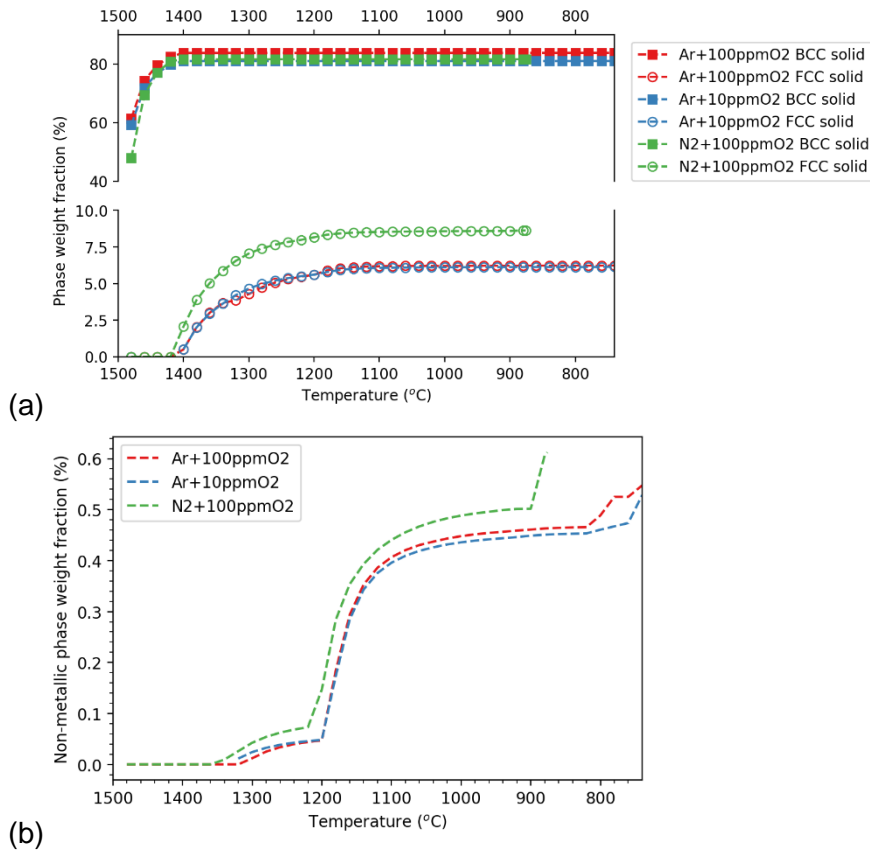 1500 1400 1300 1200 1100 1000 900 800
80
60
40
10.0
7.5
5.0
2.5
0.0
Phase weight fraction (%)
1500 1400 1300 1200 1100 1000 900 800
Temperature (°C)
Ar+100ppmO2 BCC solid
Ar+100ppmO2 FCC solid
Ar+10ppmO2 BCC solid
Ar+10ppmO2 FCC solid
N2+100ppmO2 BCC solid
N2+100ppmO2 FCC solid
(a)
Ar+100ppmO2
Ar+10ppmO2
N2+100ppmO2
0.6
0.5
0.4
0.3
0.2
0.1
0.0
Non-metallic phase weight fraction (%)
1500 1400 1300 1200 1100 1000 900 800
Temperature (°C)
(b)